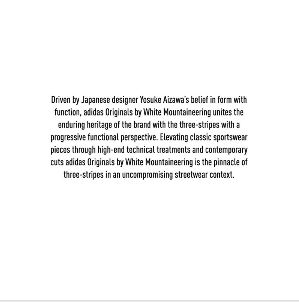 Driven by Japanese designer Yosuke Aizawa's belief in form with
function, adidas Originals by White Mountaineering unites the
enduring heritage of the brand with the three-stripes with a
progressive functional perspective. Elevating classic sportswear
pieces through high-end technical treatments and contemporary
cuts adidas Originals by White Mountaineering is the pinnacle of
three-stripes in an uncompromising streetwear context.